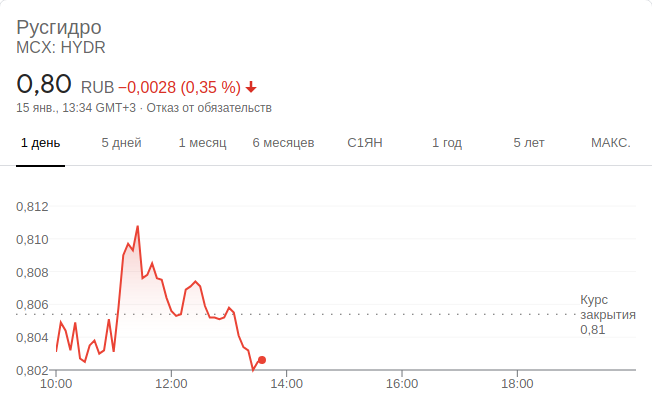 Русгидро
MCX: HYDR
0,80 RUB −0,0028 (0,35 %)
15 янв., 13:34 GMT+3 · Отказ от обязательств
1 день 5 дней 1 месяц 6 месяцев С1ЯН 1 год 5 лет МАКС.
0,812
0,810
0,808
0,806
0,804
0,802
Курс
закрытия
0,81
10:00 12:00 14:00 16:00 18:00